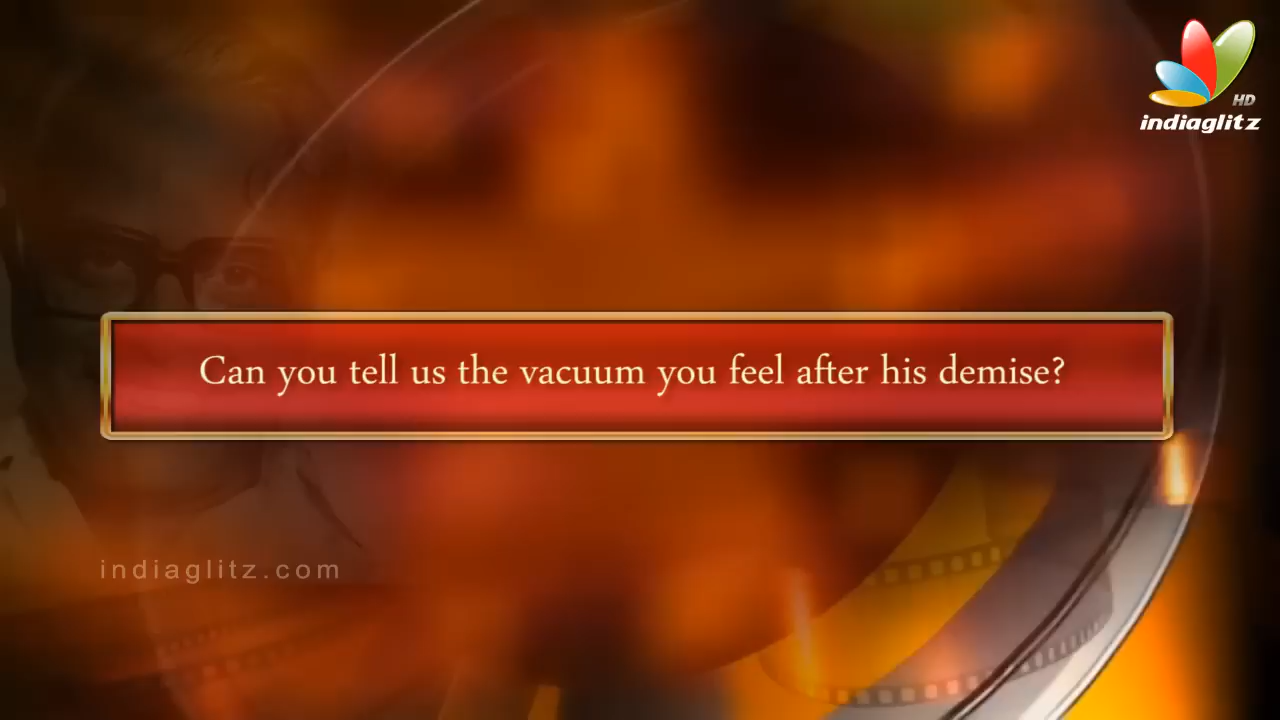 HD
indiaglitz
Can you tell us the vacuum you feel after his demise?
indiaglitz.com